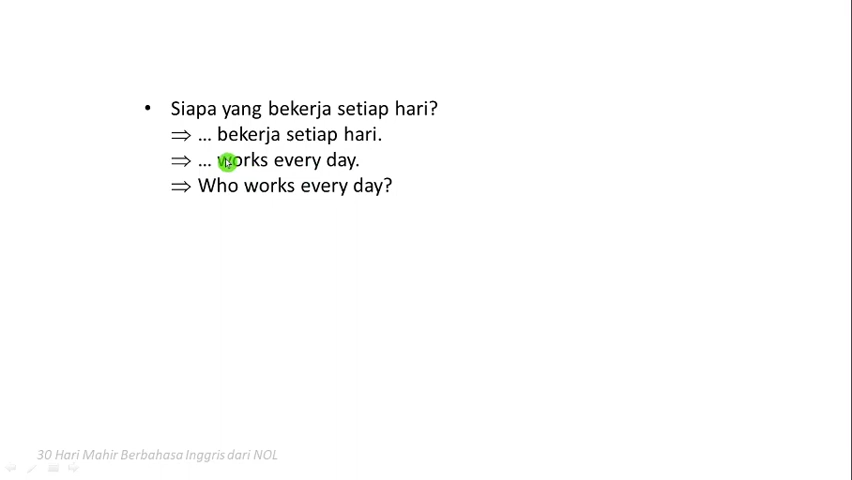 • Siapa yang bekerja setiap hari?
⇒ ... bekerja setiap hari.
⇒ ... works every day.
⇒ Who works every day?
30 Hari Mahir Berbahasa Inggris dari NOL